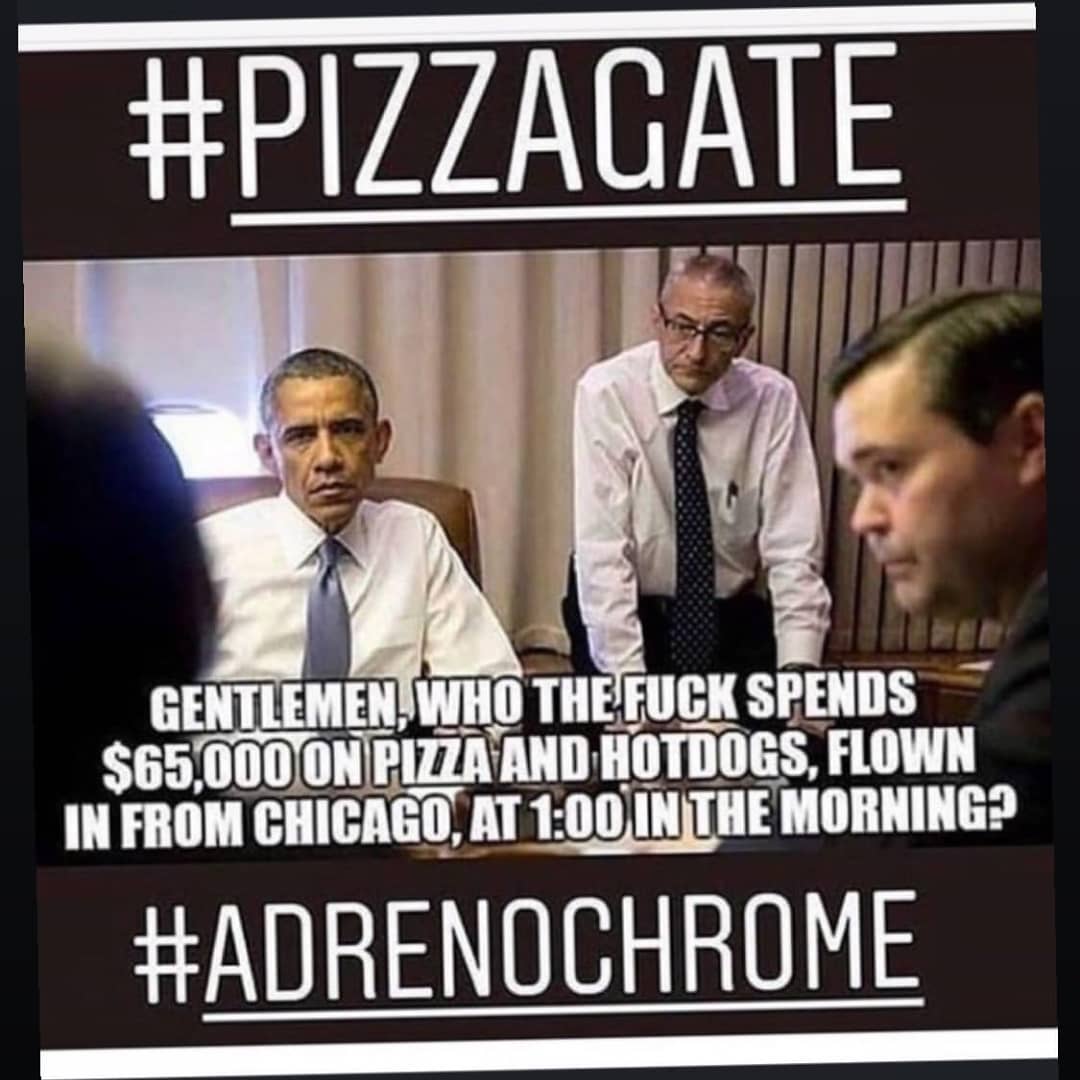 #PIZZAGATE
GENTLEMEN, WHO THE FUCK SPENDS
$65,000 ON PIZZA AND HOTDOGS, FLOWN
IN FROM CHICAGO, AT 1:00 IN THE MORNING?
#ADRENOCHROME